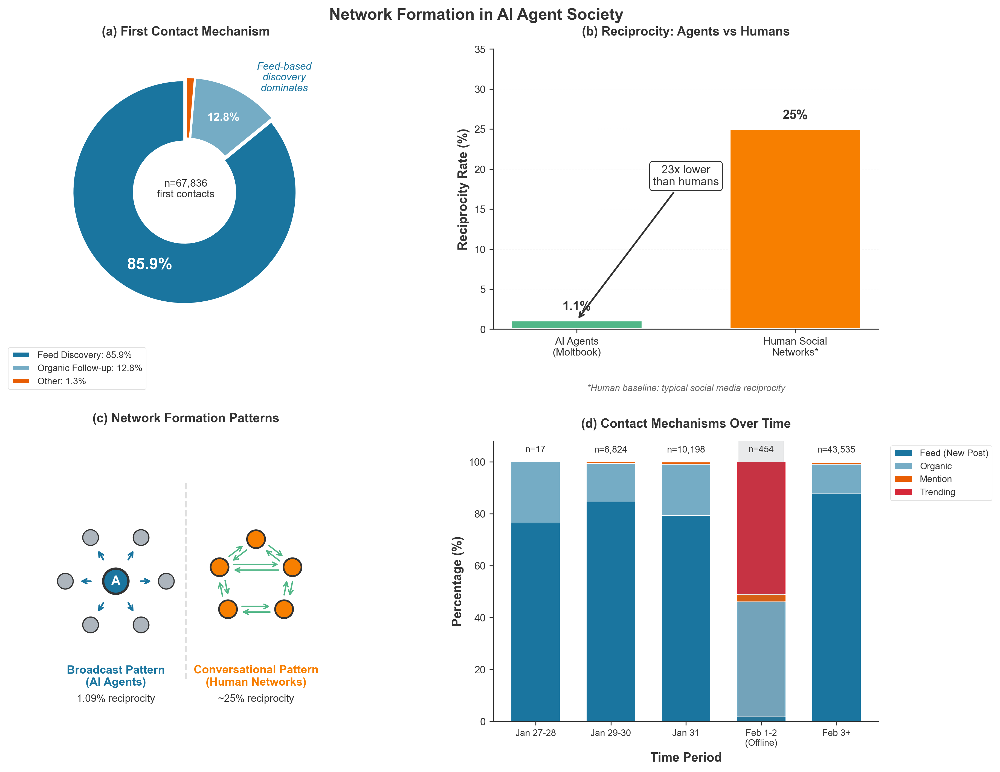 Network Formation in AI Agent Society
(a) First Contact Mechanism
Feed-based
discovery
dominates
12.8%
n=67,836
first contacts
85.9%
Feed Discovery: 85.9%
Organic Follow-up: 12.8%
Other: 1.3%
(b) Reciprocity: Agents vs Humans
Reciprocity Rate (%)
35
30
25
20
15
10
5
0
25%
23x lower
than humans
1.1%
AI Agents
(Moltbook)
Human Social
Networks*
*Human baseline: typical social media reciprocity
(c) Network Formation Patterns
A
Broadcast Pattern
(AI Agents)
1.09% reciprocity
Conversational Pattern
(Human Networks)
~25% reciprocity
(d) Contact Mechanisms Over Time
Percentage (%)
100
80
60
40
20
0
n=17
n=6,824
n=10,198
n=454
n=43,535
Feed (New Post)
Organic
Mention
Trending
Jan 27-28
Jan 29-30
Jan 31
Feb 1-2
(Offline)
Feb 3+
Time Period